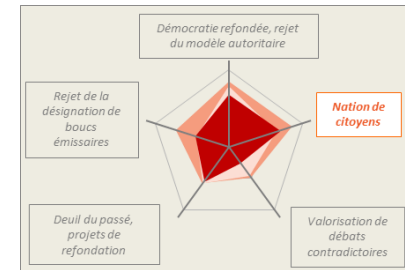 Démocratie refondée, rejet
du modèle autoritaire
Rejet de la
désignation de
boucs
émissaires
Nation de
citoyens
Deuil du passé,
projets de
refondation
Valorisation de
débats
contradictoires